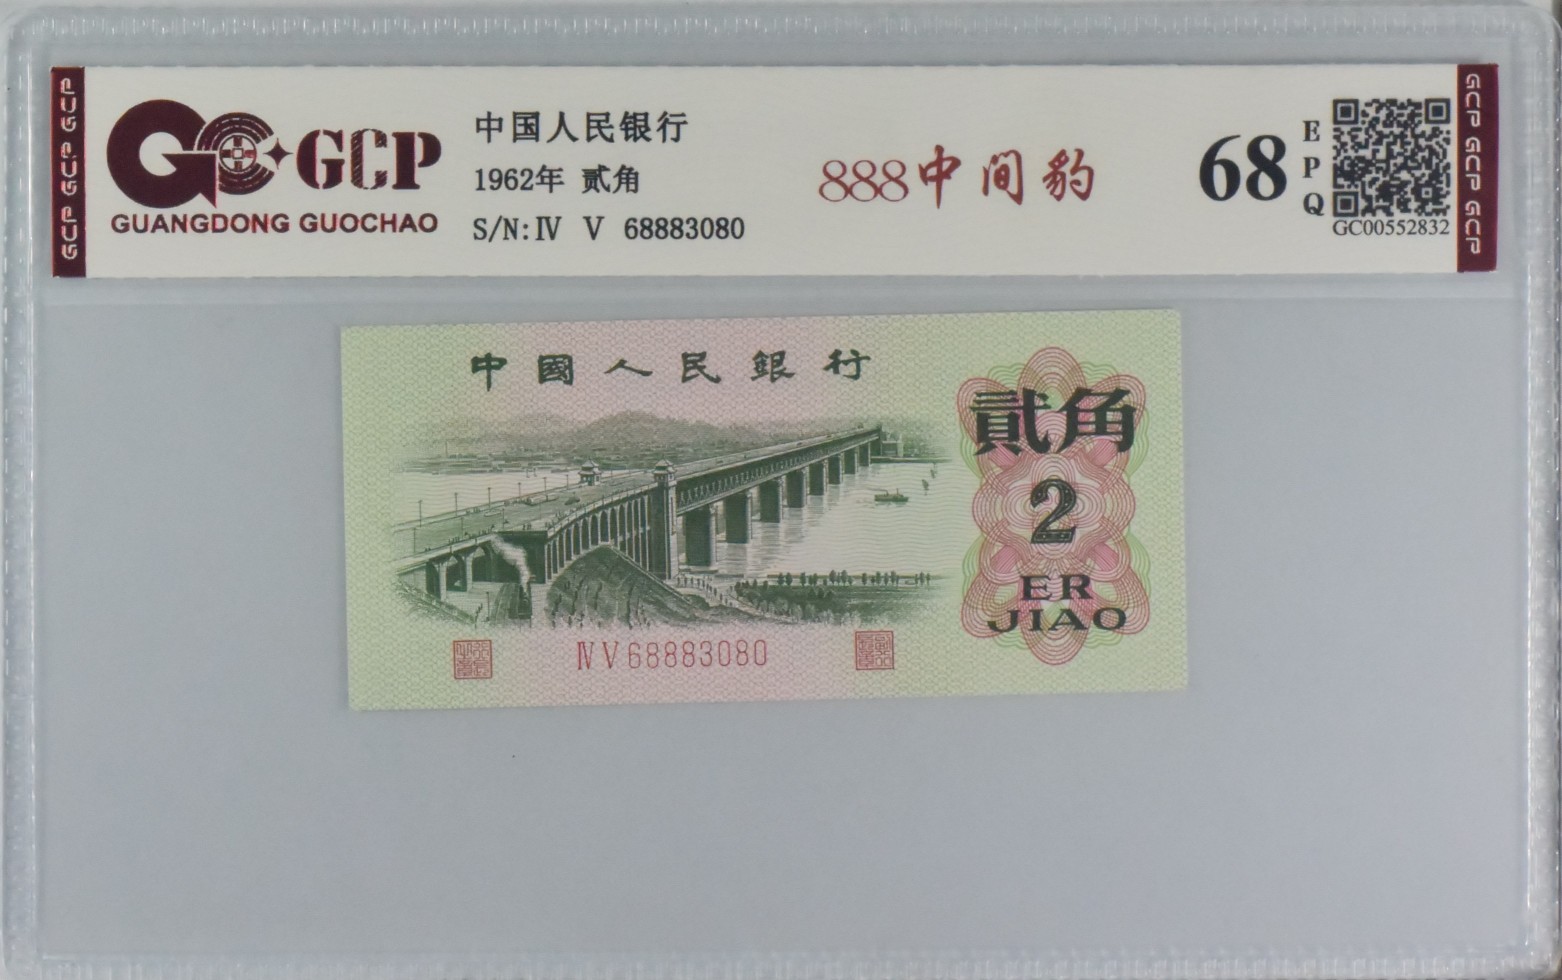 GCP GCP GCP
GCP
GUANGDONG GUOCHAO
中国人民银行
1962年 贰角
S/N:Ⅳ Ⅴ 68883080
888中间豹
68
E
P
Q
GC00552832
GCP GCP GCP
中國人民銀行
貳角
2
ER
JIAO
Ⅳ Ⅴ 68883080